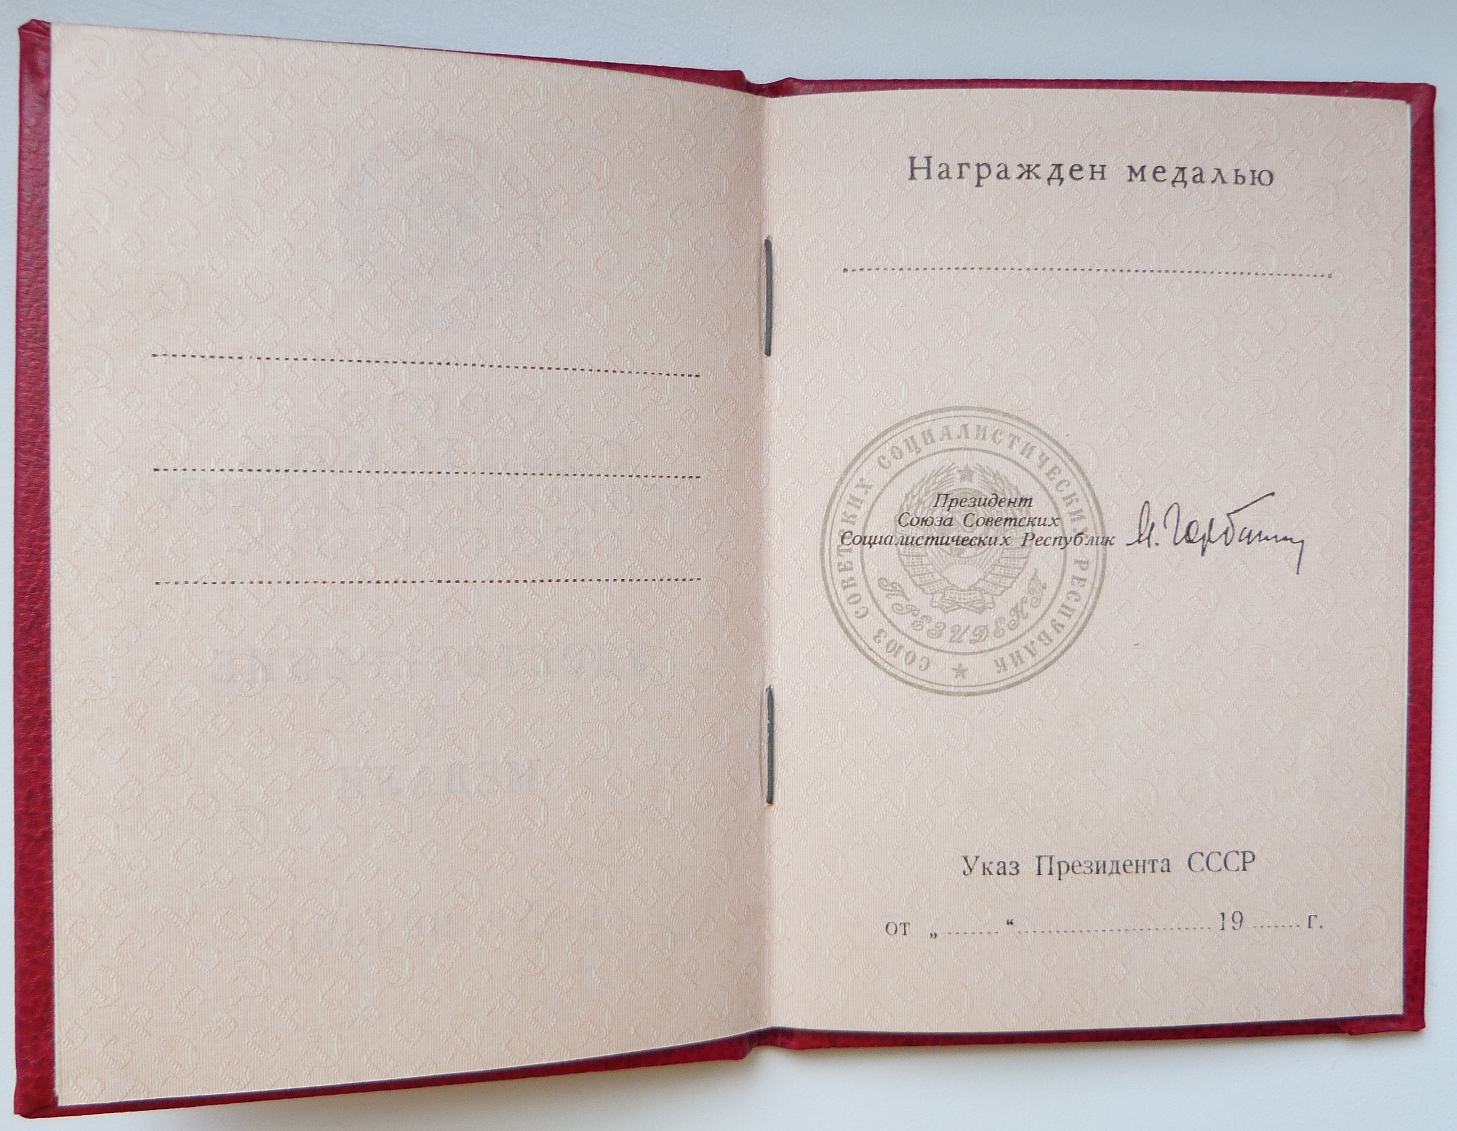 Награжден медалью
СОЮЗ СОВЕТСКИХ СОЦИАЛИСТИЧЕСКИХ РЕСПУБЛИК
Президент
Союза Советских
Социалистических Республик М. Горбачев
ПРЕЗИДЕНТ
Указ Президента СССР
от „ ....... “ .............................. 19 ....... г.